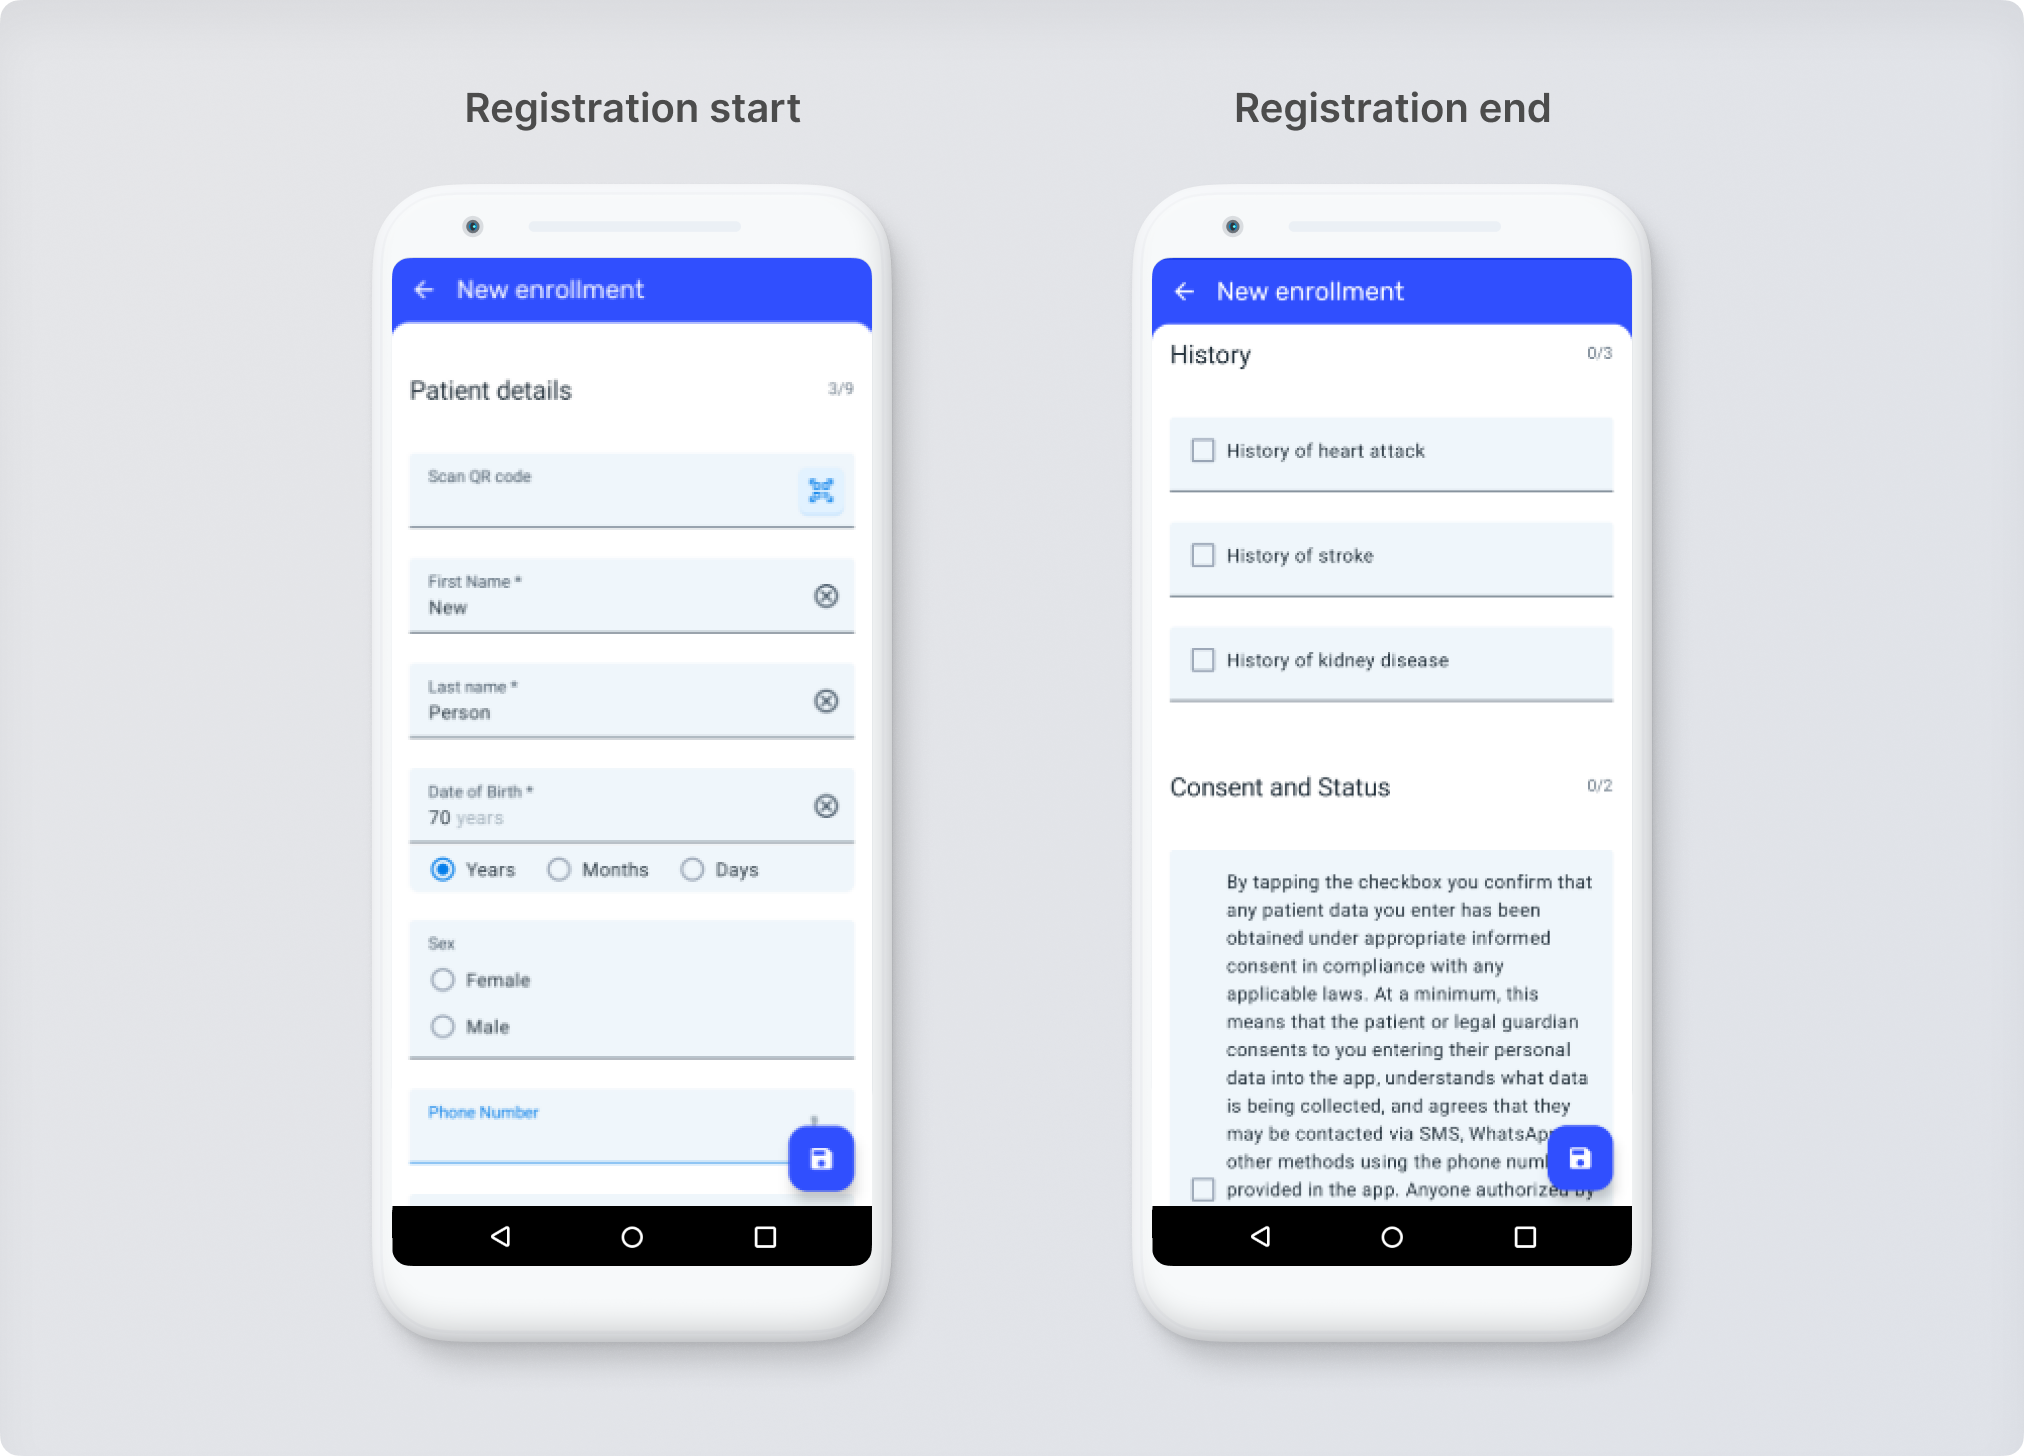 Registration start
New enrollment
Patient details
3/9
Scan QR code
First Name *
New
Last name *
Person
Date of Birth *
70 years
Years
Months
Days
Sex
Female
Male
Phone Number
Registration end
New enrollment
History
0/3
History of heart attack
History of stroke
History of kidney disease
Consent and Status
0/2
By tapping the checkbox you confirm that
any patient data you enter has been
obtained under appropriate informed
consent in compliance with any
applicable laws. At a minimum, this
means that the patient or legal guardian
consents to you entering their personal
data into the app, understands what data
is being collected, and agrees that they
may be contacted via SMS,
other methods using the phone
provided in the app. Anyone authorized by